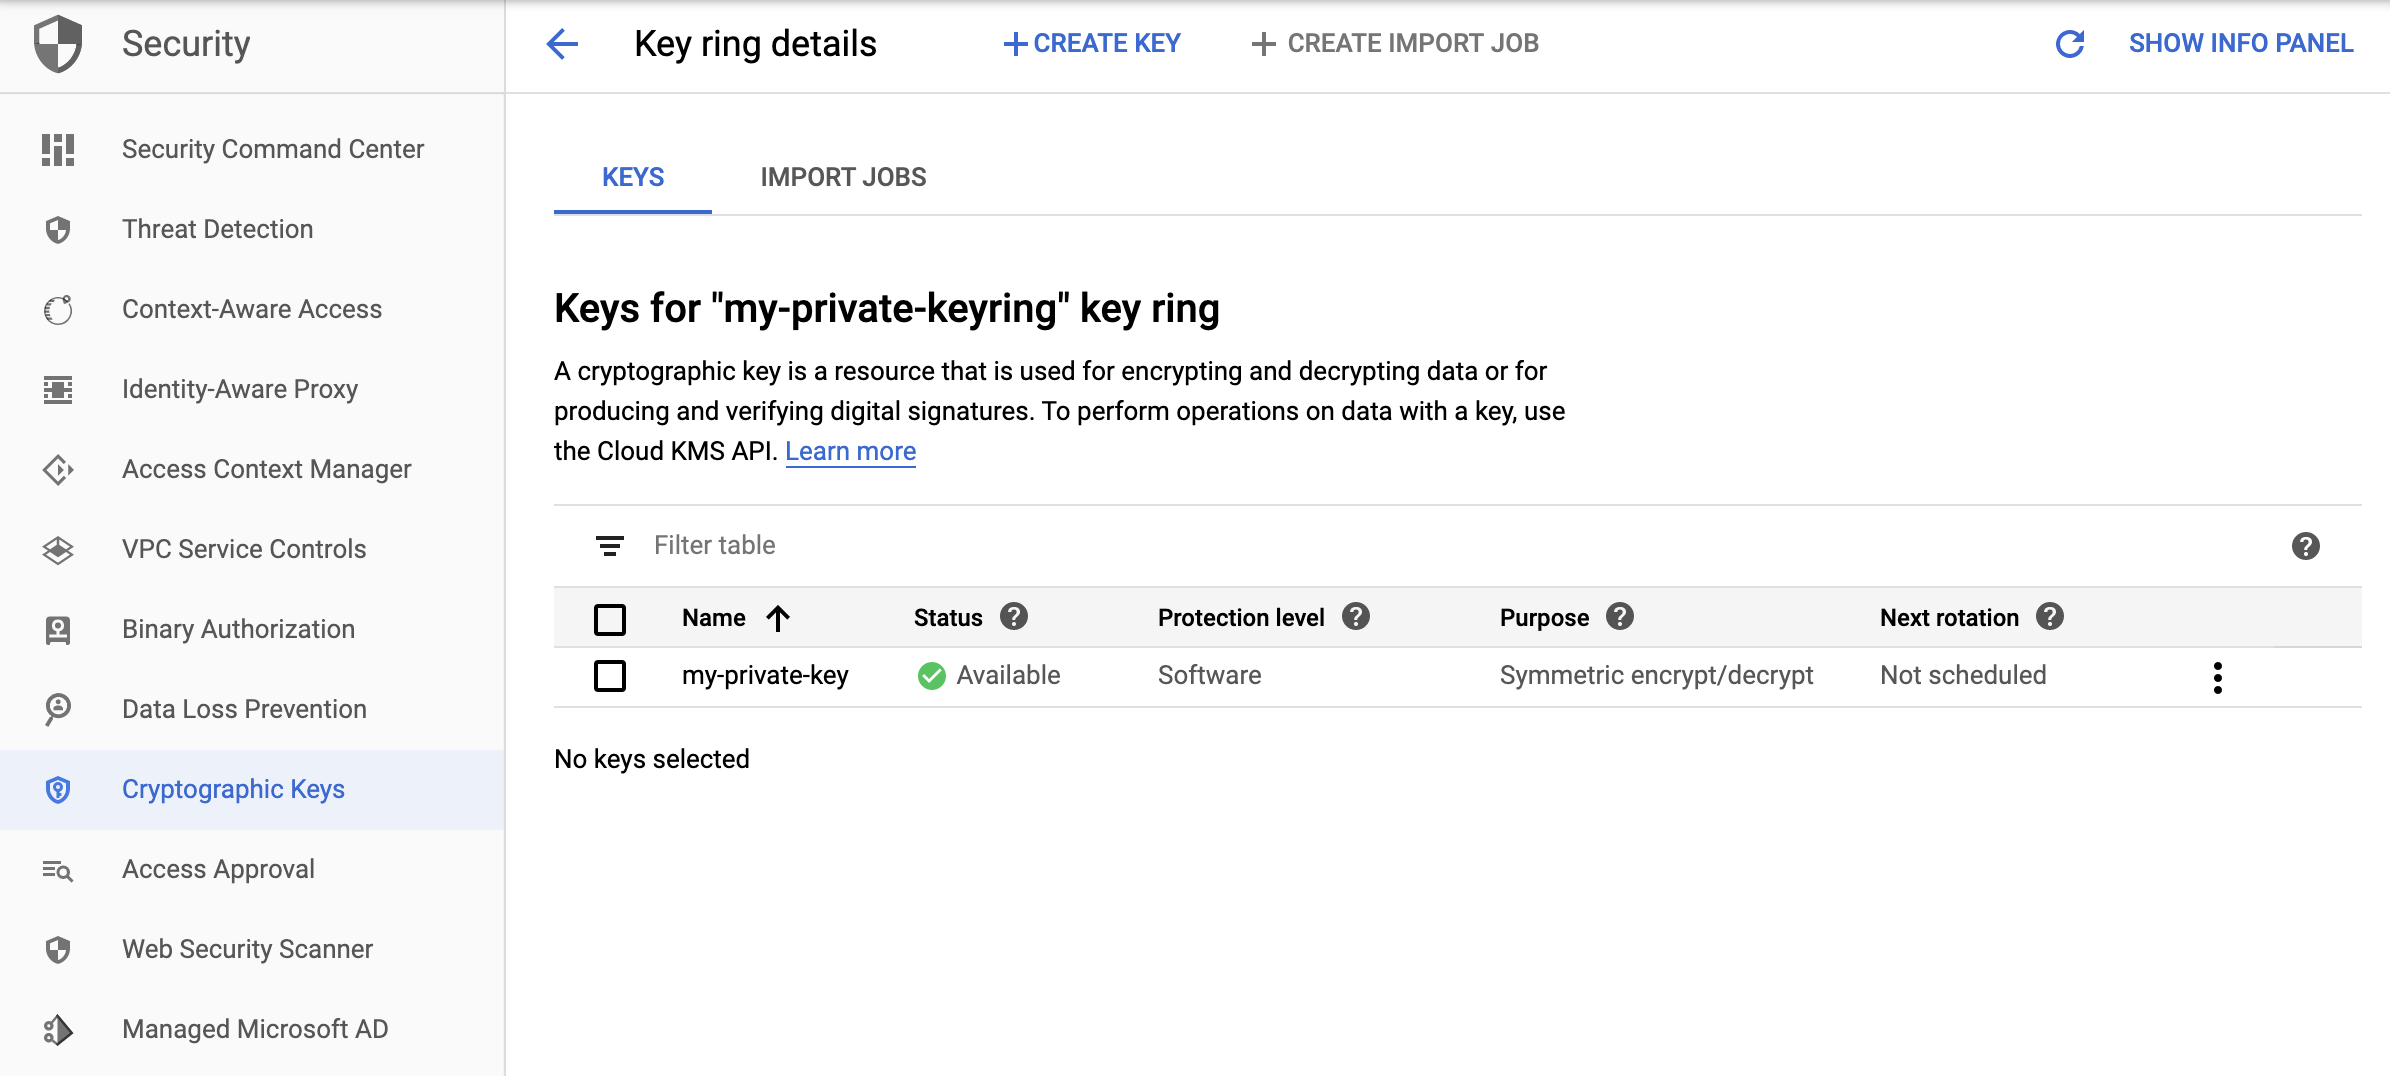 Security
Key ring details
CREATE KEY
CREATE IMPORT JOB
SHOW INFO PANEL
Security Command Center
Threat Detection
Context-Aware Access
Identity-Aware Proxy
Access Context Manager
VPC Service Controls
Binary Authorization
Data Loss Prevention
Cryptographic Keys
Access Approval
Web Security Scanner
Managed Microsoft AD
KEYS
IMPORT JOBS
Keys for "my-private-keyring" key ring
A cryptographic key is a resource that is used for encrypting and decrypting data or for
producing and verifying digital signatures. To perform operations on data with a key, use
the Cloud KMS API. Learn more
Filter table
Name Status Protection level Purpose Next rotation
my-private-key Available Software Symmetric encrypt/decrypt Not scheduled
No keys selected